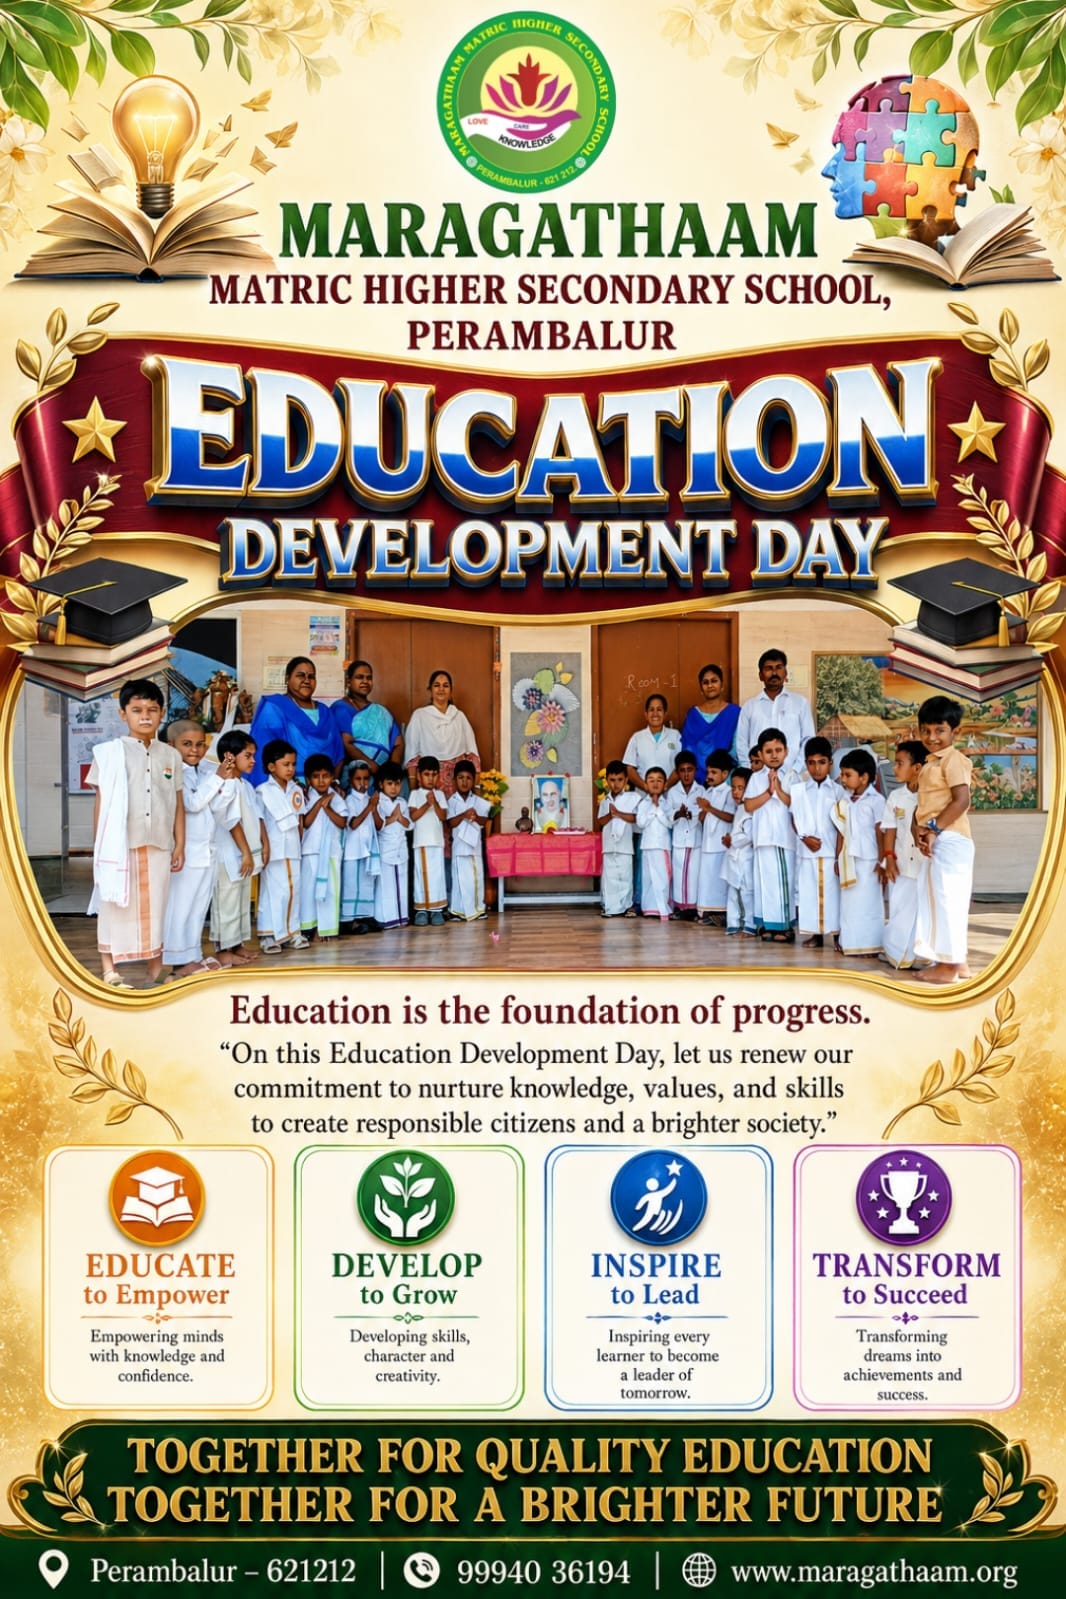 MARAGATHAAM MATRIC HIGHER SECONDARY SCHOOL
LOVE
CARE
KNOWLEDGE
PERAMBALUR - 621 212.
MARAGATHAAM
MATRIC HIGHER SECONDARY SCHOOL,
PERAMBALUR
EDUCATION
DEVELOPMENT DAY
ROOM-1
Education is the foundation of progress.
“On this Education Development Day, let us renew our
commitment to nurture knowledge, values, and skills
to create responsible citizens and a brighter society.”
EDUCATE
to Empower
Empowering minds
with knowledge and
confidence.
DEVELOP
to Grow
Developing skills,
character and
creativity.
INSPIRE
to Lead
Inspiring every
learner to become
a leader of
tomorrow.
TRANSFORM
to Succeed
Transforming
dreams into
achievements and
success.
TOGETHER FOR QUALITY EDUCATION
TOGETHER FOR A BRIGHTER FUTURE
Perambalur – 621212 | 99940 36194 | www.maragathaam.org